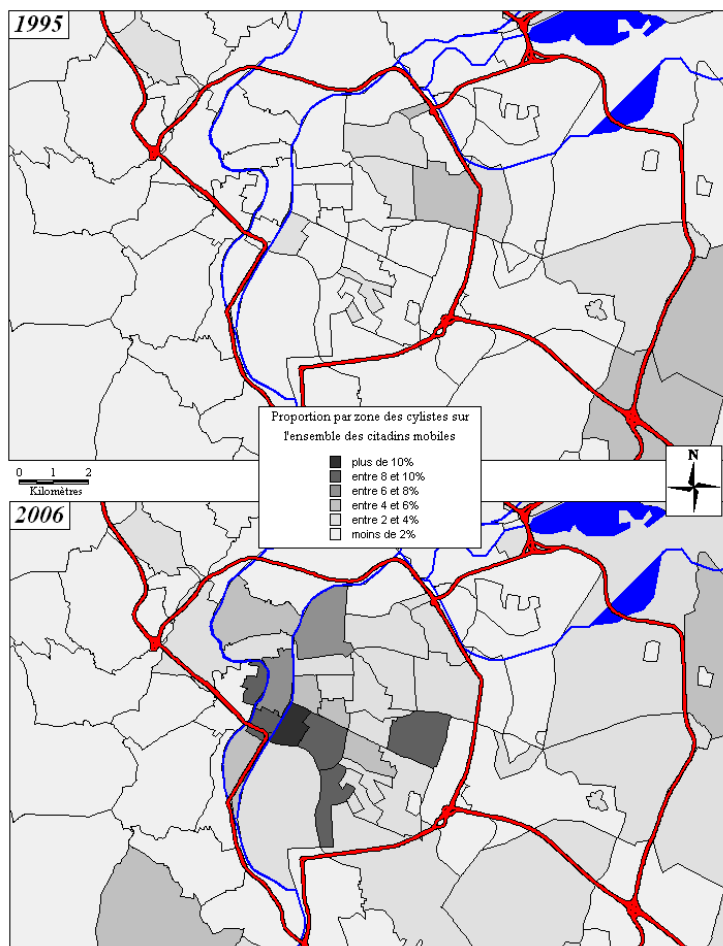 1995
Proportion par zone des cylistes sur
l'ensemble des citadins mobiles
plus de 10%
entre 8 et 10%
entre 6 et 8%
entre 4 et 6%
entre 2 et 4%
moins de 2%
N
0 1 2
Kilomètres
2006